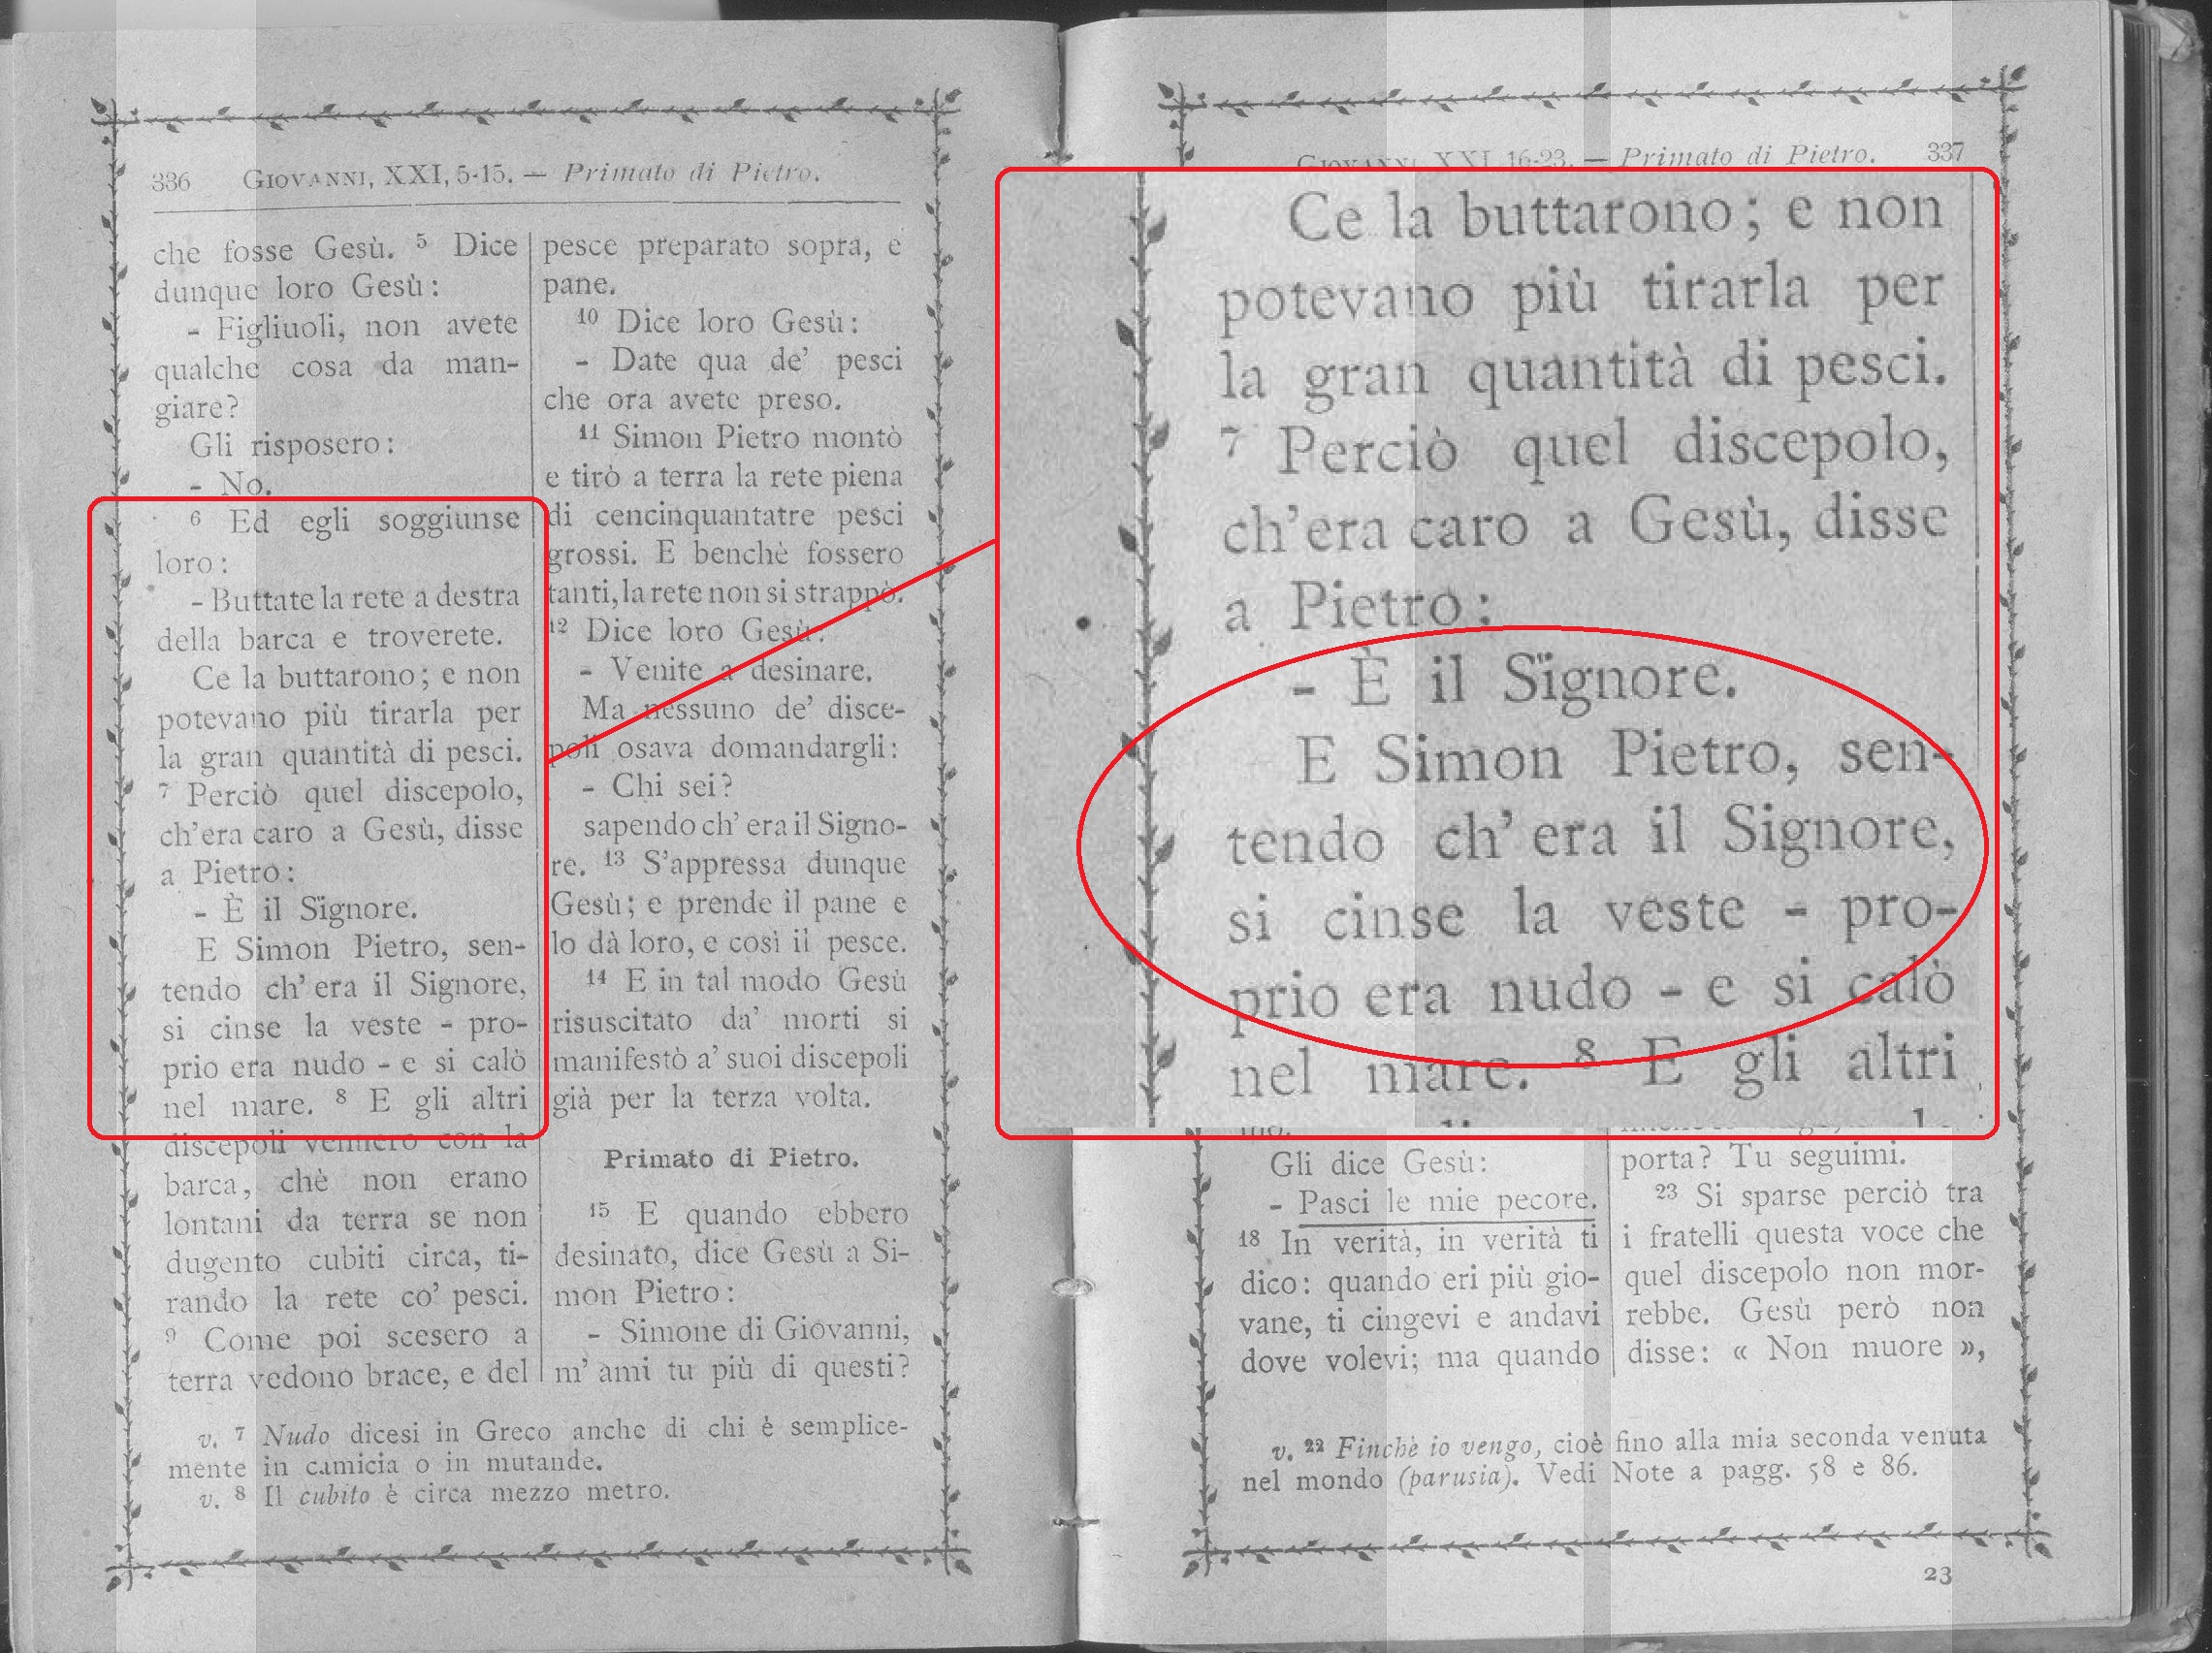 336 GIOVANNI, XXI, 5-15. — Primato di Pietro.
che fosse Gesù. ⁵ Dice
dunque loro Gesù:
- Figliuoli, non avete
qualche cosa da man-
giare?
Gli risposero:
- No.
⁶ Ed egli soggiunse
loro:
- Buttate la rete a destra
della barca e troverete.
Ce la buttarono; e non
potevano più tirarla per
la gran quantità di pesci.
⁷ Perciò quel discepolo,
ch'era caro a Gesù, disse
a Pietro:
- È il Signore.
E Simon Pietro, sen-
tendo ch' era il Signore,
si cinse la veste - pro-
prio era nudo - e si calò
nel mare. ⁸ E gli altri
discepoli vennero con la
barca, chè non erano
lontani da terra se non
dugento cubiti circa, ti-
rando la rete co' pesci.
⁹ Come poi scesero a
terra vedono brace, e del
pesce preparato sopra, e
pane.
¹⁰ Dice loro Gesù:
- Date qua de' pesci
che ora avete preso.
¹¹ Simon Pietro montò
e tirò a terra la rete piena
di cencinquantatre pesci
grossi. E benchè fossero
tanti, la rete non si strappò.
¹² Dice loro Gesù:
- Venite a desinare.
Ma nessuno de' disce-
poli osava domandargli:
- Chi sei?
sapendo ch' era il Signo-
re. ¹³ S'appressa dunque
Gesù; e prende il pane e
lo dà loro, e così il pesce.
¹⁴ E in tal modo Gesù
risuscitato da' morti si
manifestò a' suoi discepoli
già per la terza volta.
Primato di Pietro.
¹⁵ E quando ebbero
desinato, dice Gesù a Si-
mon Pietro:
- Simone di Giovanni,
m' ami tu più di questi?
v. ⁷ Nudo dicesi in Greco anche di chi è semplice-
mente in camicia o in mutande.
v. ⁸ Il cubito è circa mezzo metro.
GIOVANNI XXI 16-23. — Primato di Pietro. 337
Ce la buttarono; e non
potevano più tirarla per
la gran quantità di pesci.
⁷ Perciò quel discepolo,
ch'era caro a Gesù, disse
a Pietro:
- È il Signore.
E Simon Pietro, sen-
tendo ch' era il Signore,
si cinse la veste - pro-
prio era nudo - e si calò
nel mare. ⁸ E gli altri
Gli dice Gesù:
- Pasci le mie pecore.
¹⁸ In verità, in verità ti
dico: quando eri più gio-
vane, ti cingevi e andavi
dove volevi; ma quando
porta? Tu seguimi.
²³ Si sparse perciò tra
i fratelli questa voce che
quel discepolo non mor-
rebbe. Gesù però non
disse: « Non muore »,
v. ²² Finchè io vengo, cioè fino alla mia seconda venuta
nel mondo (parusia). Vedi Note a pagg. 58 e 86.
23